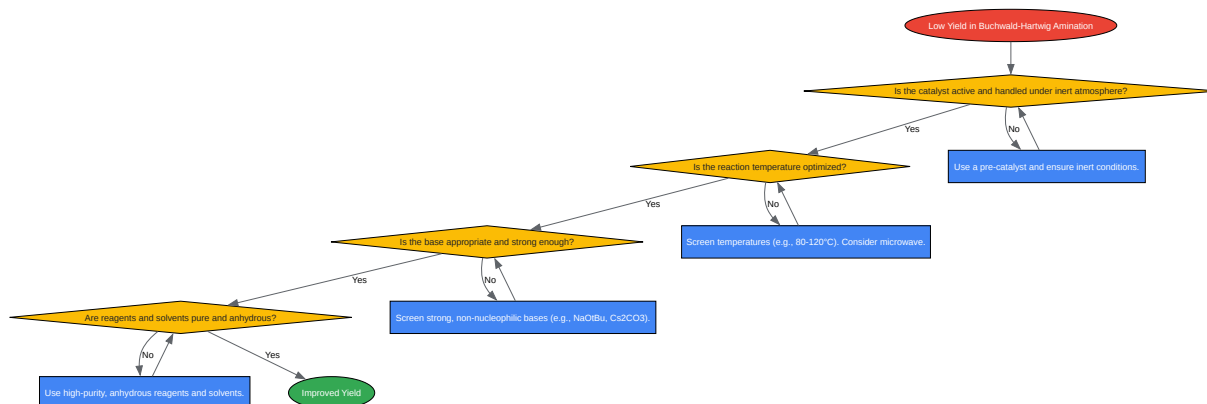 Low Yield in Buchwald-Hartwig Amination
Is the catalyst active and handled under inert atmosphere?
Yes
No
Use a pre-catalyst and ensure inert conditions.
Is the reaction temperature optimized?
Yes
No
Screen temperatures (e.g., 80-120°C). Consider microwave.
Is the base appropriate and strong enough?
Yes
No
Screen strong, non-nucleophilic bases (e.g., NaOtBu, Cs2CO3).
Are reagents and solvents pure and anhydrous?
No
Yes
Use high-purity, anhydrous reagents and solvents.
Improved Yield